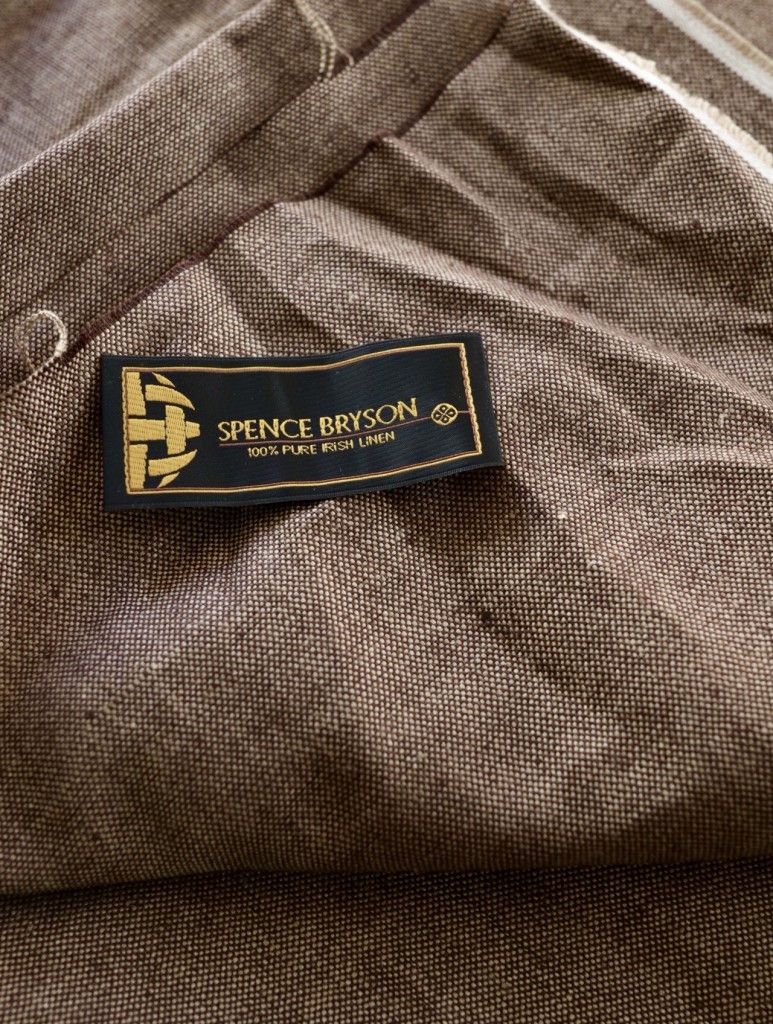 SPENCE BRYSON
100% PURE IRISH LINEN